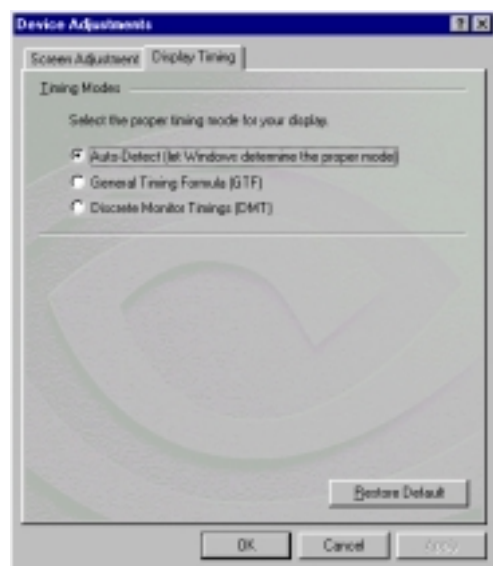 Device Adjustments
Screen Adjustment Display Timing
Timing Modes
Select the proper timing mode for your display.
Auto-Detect (let Windows determine the proper mode)
General Timing Formula (GTF)
Discrete Monitor Timings (DMT)
Restore Default
OK Cancel Apply